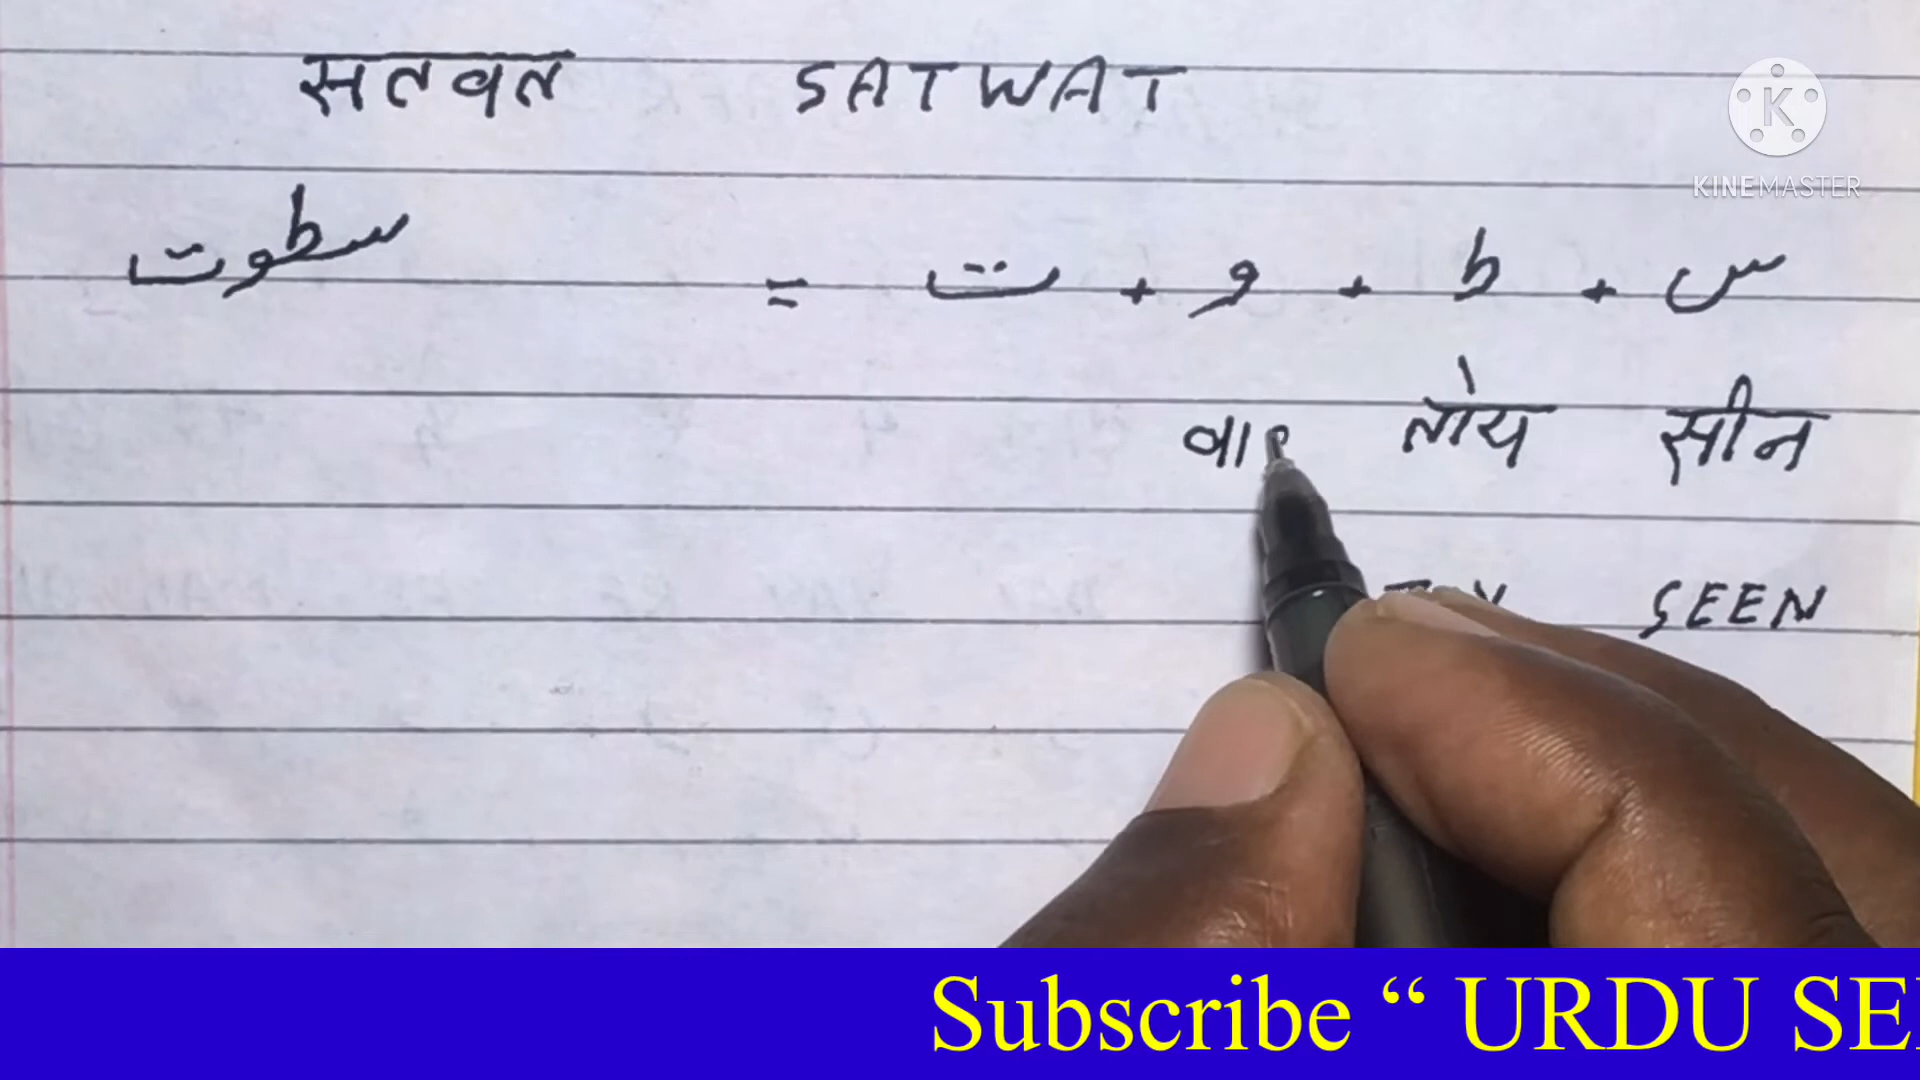 सतवत SATWAT
KINEMASTER
س + ط + و + ت = سطوت
सीन तोय वा
SEEN
Subscribe “ URDU SE